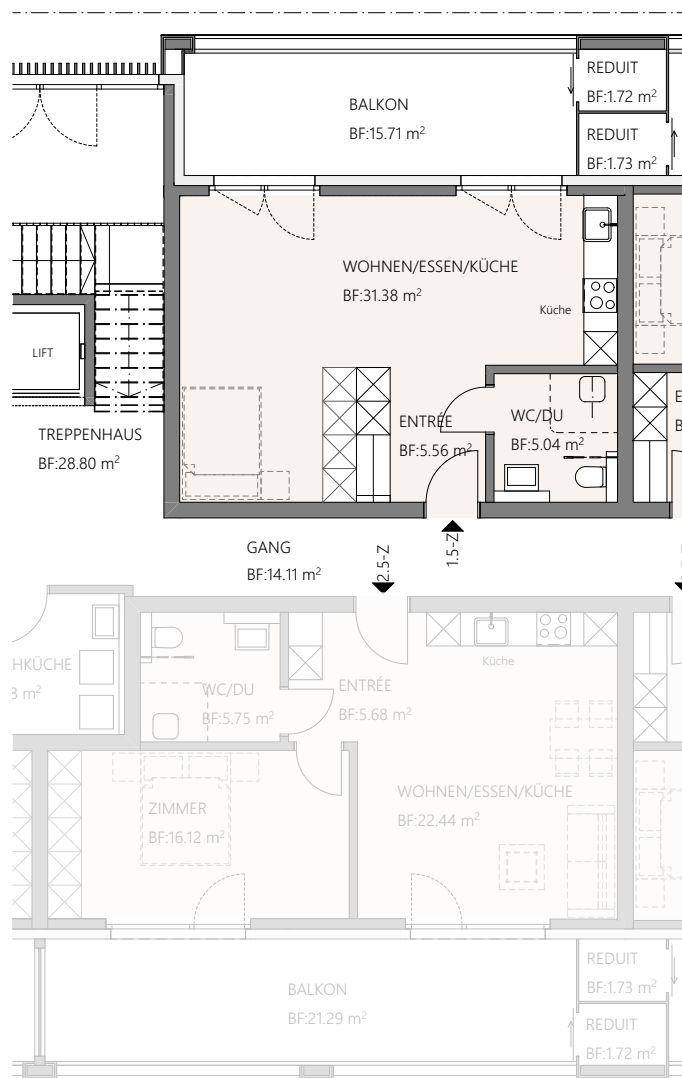 REDUIT
BF:1.72 m²
BALKON
BF:15.71 m²
REDUIT
BF:1.73 m²
WOHNEN/ESSEN/KÜCHE
BF:31.38 m²
Küche
LIFT
ENTRÉE
BF:5.56 m²
WC/DU
BF:5.04 m²
E
B
TREPPENHAUS
BF:28.80 m²
GANG
BF:14.11 m²
2.5-Z
1.5-Z
HKÜCHE
8 m²
WC/DU
BF:5.75 m²
ENTRÉE
BF:5.68 m²
Küche
ZIMMER
BF:16.12 m²
WOHNEN/ESSEN/KÜCHE
BF:22.44 m²
BALKON
BF:21.29 m²
REDUIT
BF:1.73 m²
REDUIT
BF:1.72 m²